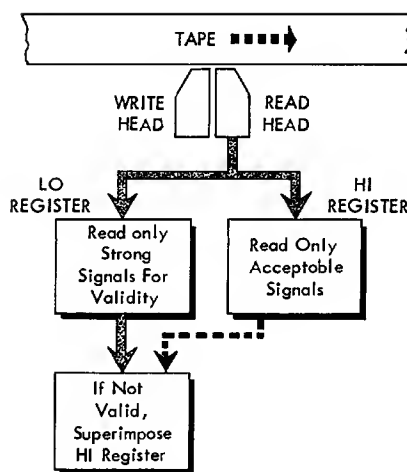 TAPE
WRITE
HEAD
READ
HEAD
LO
REGISTER
HI
REGISTER
Read only
Strong
Signals For
Validity
Read Only
Acceptable
Signals
If Not
Valid,
Superimpose
HI Register